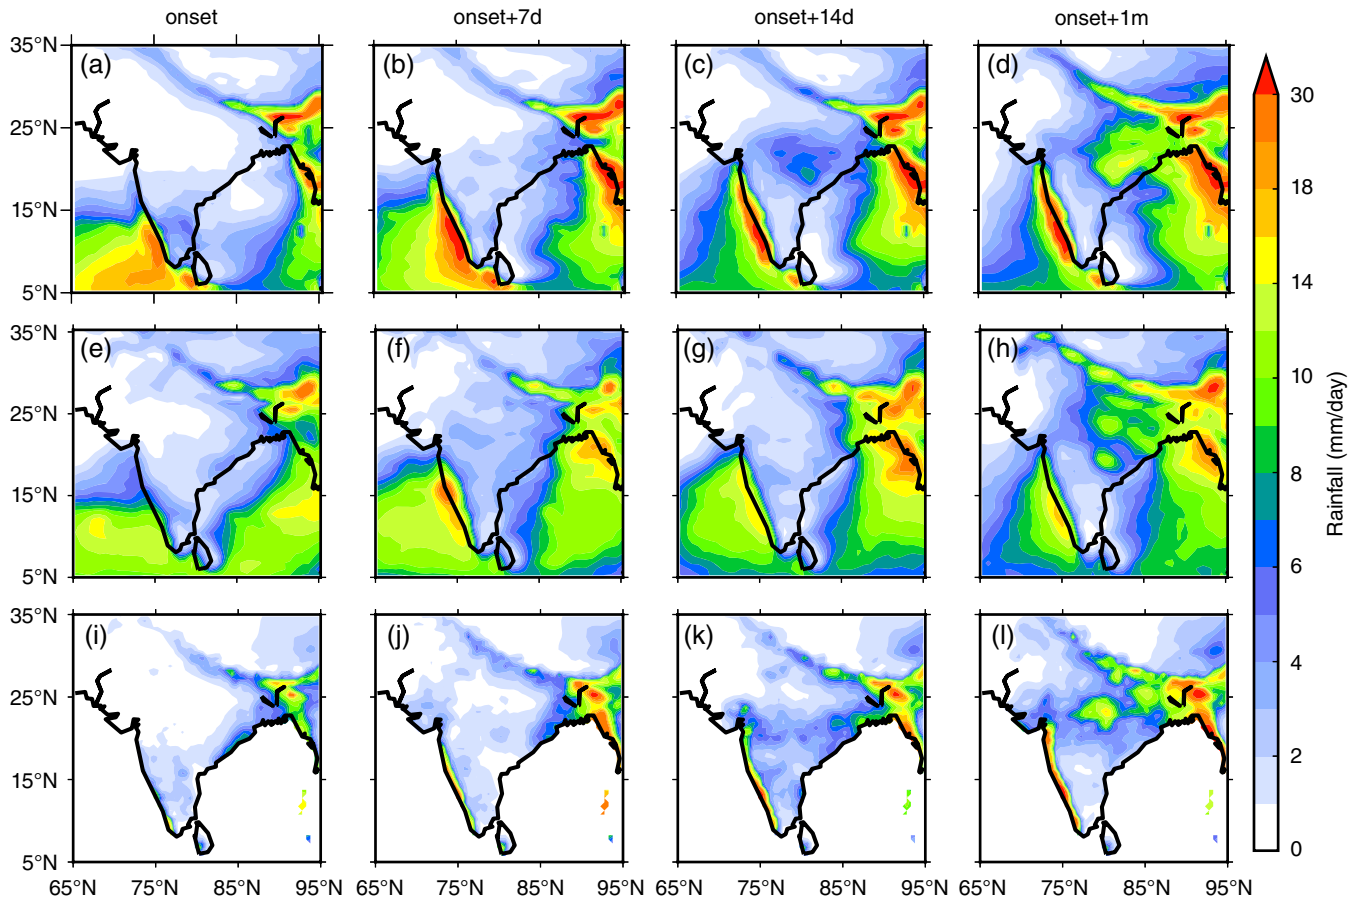 onset onset+7d onset+14d onset+1m
35°N (a) (b) (c) (d)
30
25°N
18
15°N
14
5°N
35°N (e) (f) (g) (h)
10
25°N
8
15°N
6
5°N
Rainfall (mm/day)
35°N (i) (j) (k) (l)
4
25°N
2
15°N
0
5°N
65°N 75°N 85°N 95°N 65°N 75°N 85°N 95°N 65°N 75°N 85°N 95°N 65°N 75°N 85°N 95°N